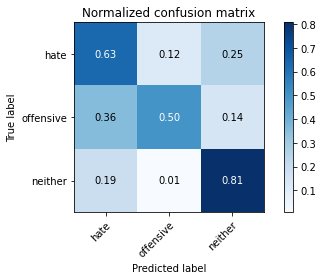 Normalized confusion matrix
True label
hate 0.63 0.12 0.25
offensive 0.36 0.50 0.14
neither 0.19 0.01 0.81
hate offensive neither
Predicted label
0.8
0.7
0.6
0.5
0.4
0.3
0.2
0.1